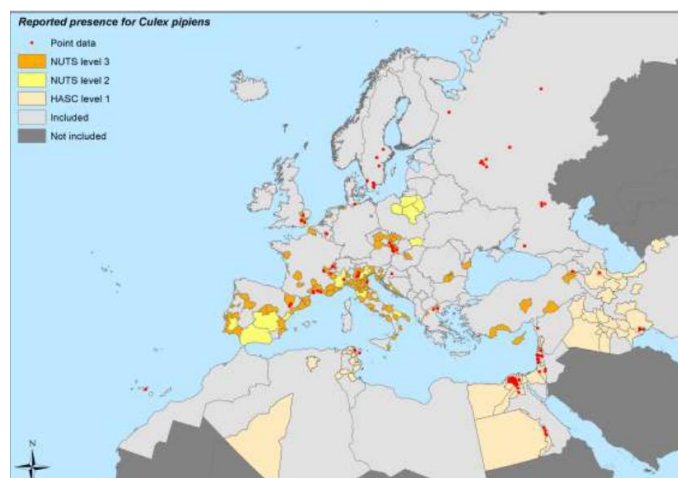 Reported presence for Culex pipiens
Point data
NUTS level 3
NUTS level 2
HASC level 1
Included
Not included
N